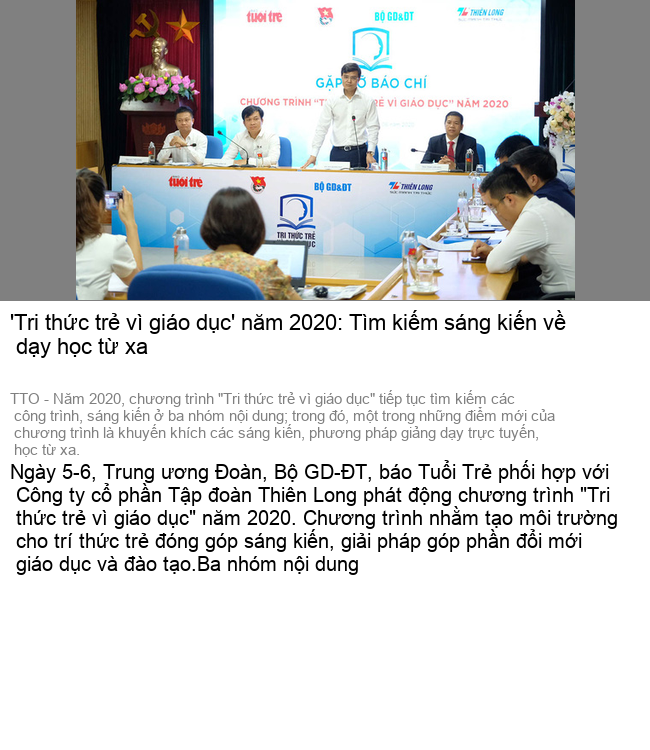 tuổi trẻ
BỘ GD&ĐT
THIÊN LONG
GẶP GỠ BÁO CHÍ
CHƯƠNG TRÌNH "TRI THỨC TRẺ VÌ GIÁO DỤC" NĂM 2020
tuổi trẻ
BỘ GD&ĐT
THIÊN LONG
TRI THỨC TRẺ
'Tri thức trẻ vì giáo dục' năm 2020: Tìm kiếm sáng kiến về
dạy học từ xa
TTO - Năm 2020, chương trình "Tri thức trẻ vì giáo dục" tiếp tục tìm kiếm các
công trình, sáng kiến ở ba nhóm nội dung; trong đó, một trong những điểm mới của
chương trình là khuyến khích các sáng kiến, phương pháp giảng dạy trực tuyến,
học từ xa.
Ngày 5-6, Trung ương Đoàn, Bộ GD-ĐT, báo Tuổi Trẻ phối hợp với
Công ty cổ phần Tập đoàn Thiên Long phát động chương trình "Tri
thức trẻ vì giáo dục" năm 2020. Chương trình nhằm tạo môi trường
cho trí thức trẻ đóng góp sáng kiến, giải pháp góp phần đổi mới
giáo dục và đào tạo.Ba nhóm nội dung